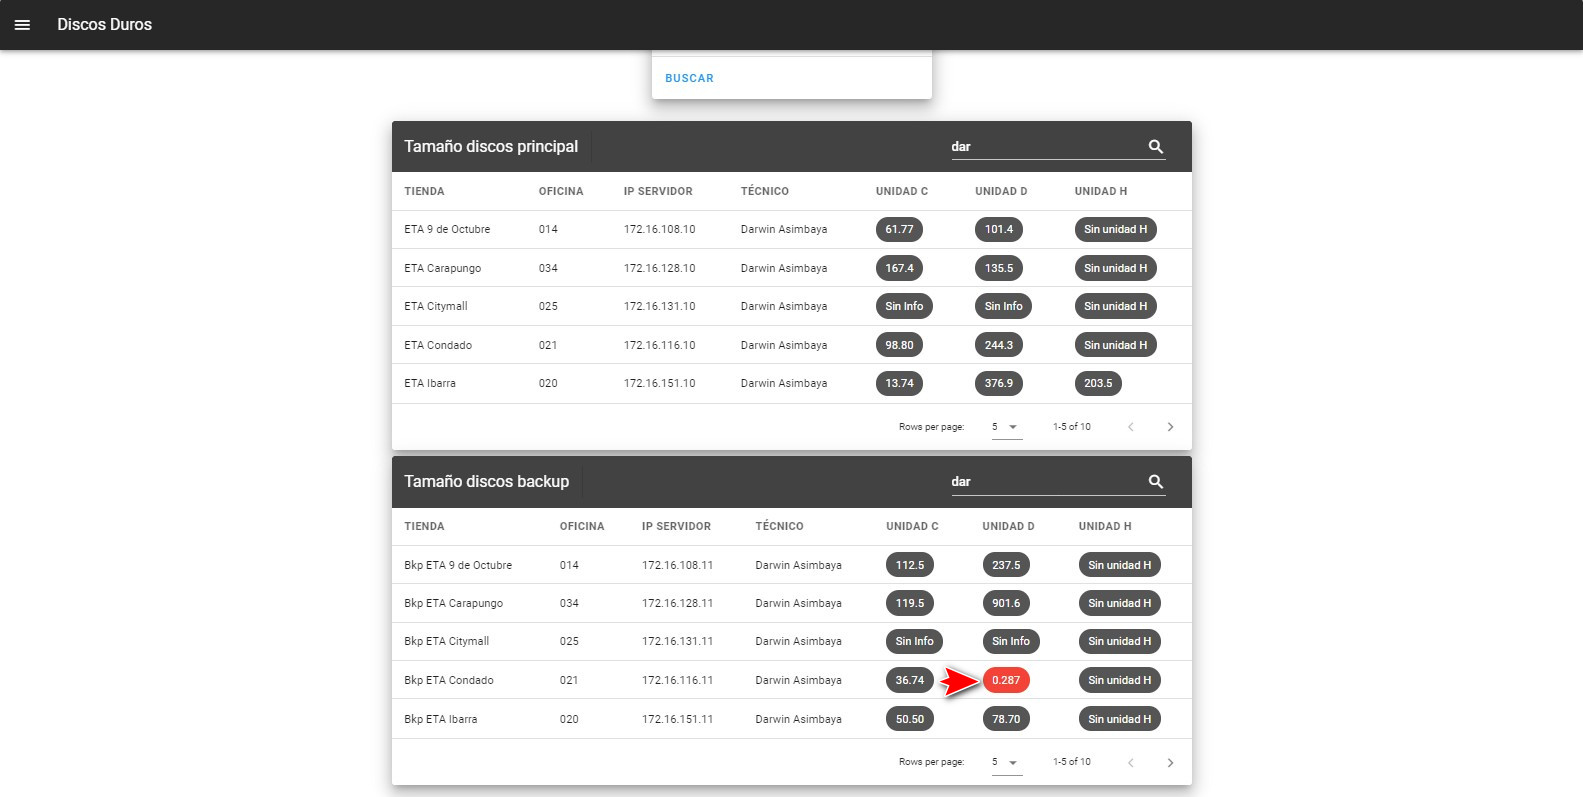 Discos Duros
BUSCAR
Tamaño discos principal dar
TIENDA OFICINA IP SERVIDOR TÉCNICO UNIDAD C UNIDAD D UNIDAD H
ETA 9 de Octubre 014 172.16.108.10 Darwin Asimbaya 61.77 101.4 Sin unidad H
ETA Carapungo 034 172.16.128.10 Darwin Asimbaya 167.4 135.5 Sin unidad H
ETA Citymall 025 172.16.131.10 Darwin Asimbaya Sin Info Sin Info Sin unidad H
ETA Condado 021 172.16.116.10 Darwin Asimbaya 98.80 244.3 Sin unidad H
ETA Ibarra 020 172.16.151.10 Darwin Asimbaya 13.74 376.9 203.5
Rows per page: 5 1-5 of 10
Tamaño discos backup dar
TIENDA OFICINA IP SERVIDOR TÉCNICO UNIDAD C UNIDAD D UNIDAD H
Bkp ETA 9 de Octubre 014 172.16.108.11 Darwin Asimbaya 112.5 237.5 Sin unidad H
Bkp ETA Carapungo 034 172.16.128.11 Darwin Asimbaya 119.5 901.6 Sin unidad H
Bkp ETA Citymall 025 172.16.131.11 Darwin Asimbaya Sin Info Sin Info Sin unidad H
Bkp ETA Condado 021 172.16.116.11 Darwin Asimbaya 36.74 0.287 Sin unidad H
Bkp ETA Ibarra 020 172.16.151.11 Darwin Asimbaya 50.50 78.70 Sin unidad H
Rows per page: 5 1-5 of 10